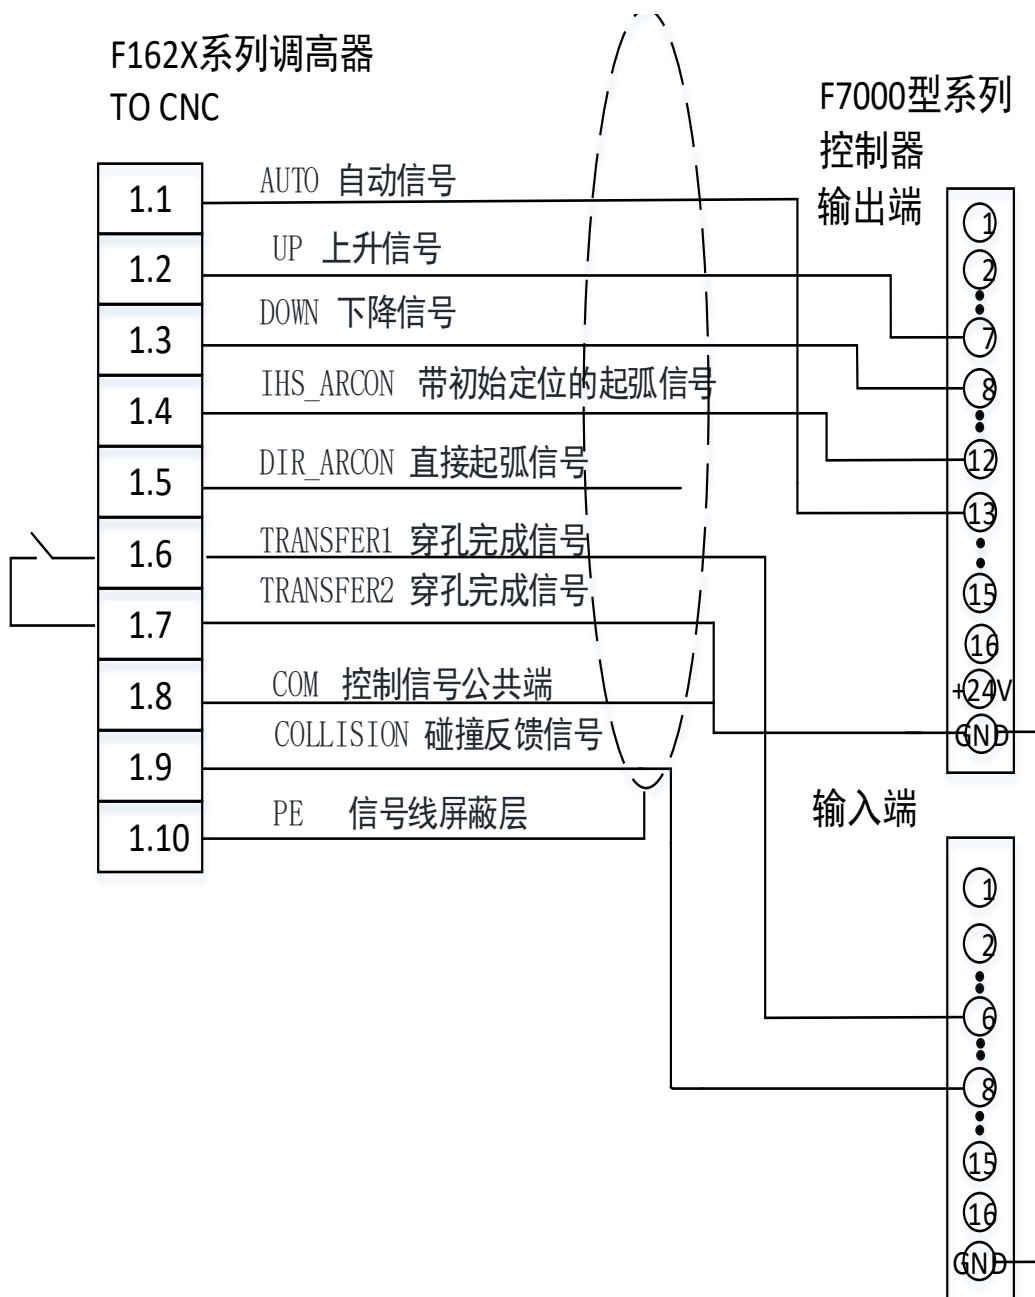 F162X系列调高器
TO CNC
F7000型系列
控制器
输出端
1.1
AUTO 自动信号
1.2
UP 上升信号
1.3
DOWN 下降信号
1.4
IHS_ARCON 带初始定位的起弧信号
1.5
DIR_ARCON 直接起弧信号
1.6
TRANSFER1 穿孔完成信号
1.7
TRANSFER2 穿孔完成信号
1.8
COM 控制信号公共端
1.9
COLLISION 碰撞反馈信号
1.10
PE 信号线屏蔽层
1
2
7
8
12
13
15
16
+24V
GND
输入端
1
2
6
8
15
16
GND